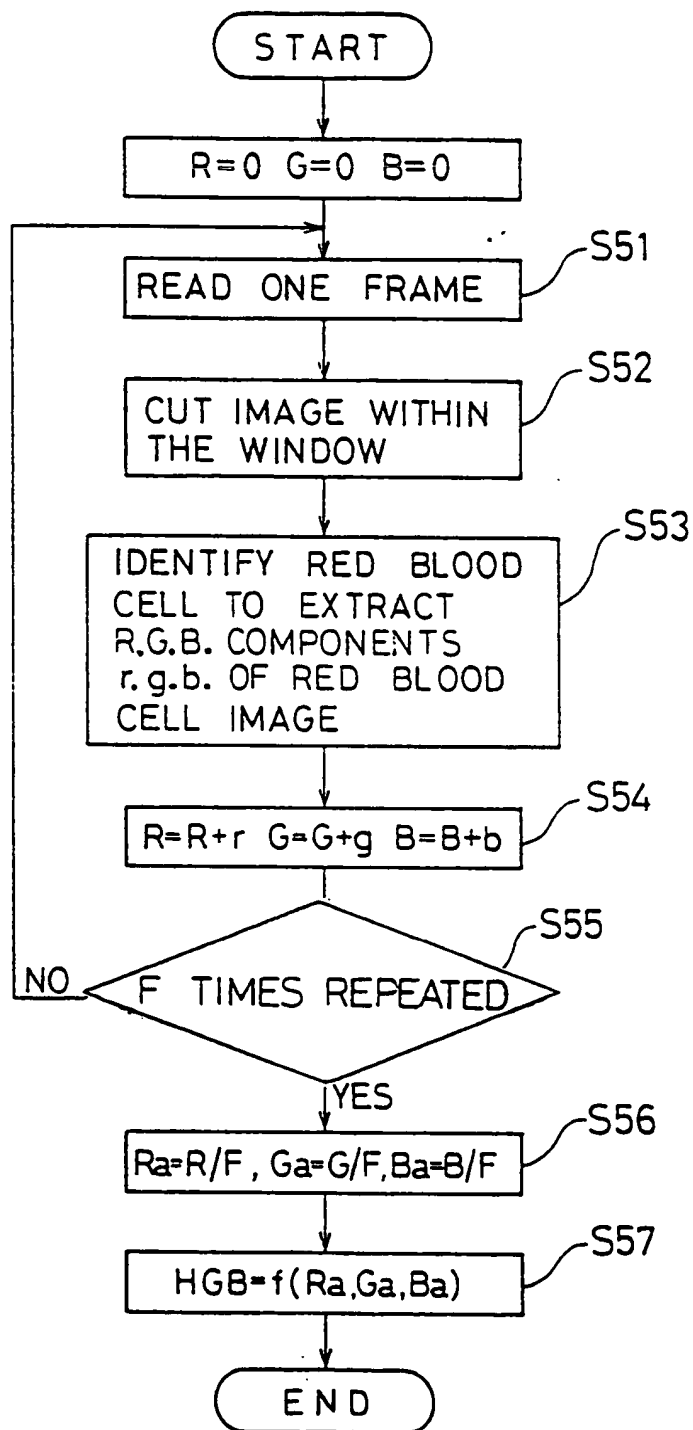 START
R=0 G=0 B=0
S51
READ ONE FRAME
S52
CUT IMAGE WITHIN
THE WINDOW
S53
IDENTIFY RED BLOOD
CELL TO EXTRACT
R.G.B. COMPONENTS
r.g.b. OF RED BLOOD
CELL IMAGE
S54
R=R+r G=G+g B=B+b
S55
NO
F TIMES REPEATED
YES
S56
Ra=R/F, Ga=G/F,Ba=B/F
S57
HGB=f(Ra,Ga,Ba)
END